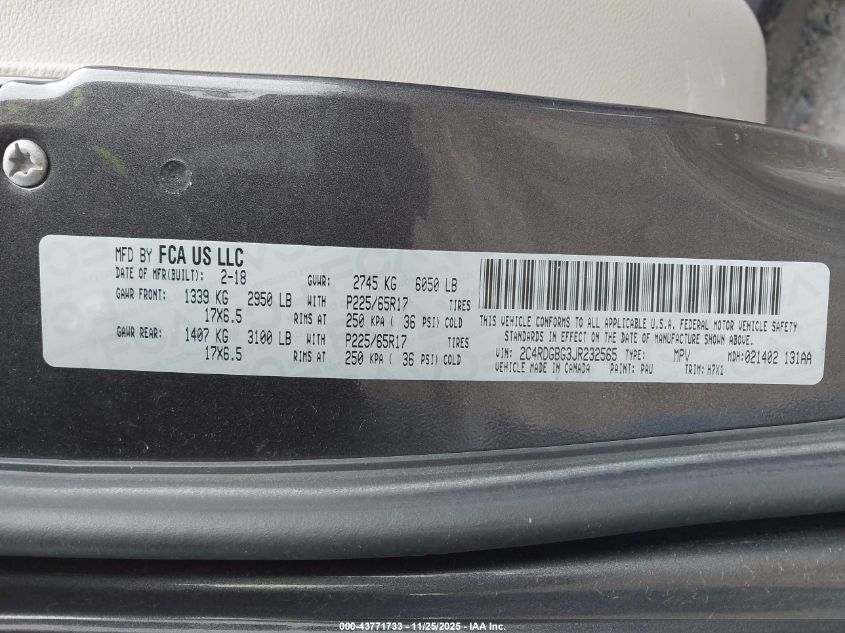 MFD BY FCA US LLC
DATE OF MFR(BUILT): 2-18 GVWR: 2745 KG 6050 LB
GAWR FRONT: 1339 KG 2950 LB WITH P225/65R17 TIRES
17X6.5 RIMS AT 250 KPA ( 36 PSI) COLD
GAWR REAR: 1407 KG 3100 LB WITH P225/65R17 TIRES
17X6.5 RIMS AT 250 KPA ( 36 PSI) COLD
THIS VEHICLE CONFORMS TO ALL APPLICABLE U.S.A. FEDERAL MOTOR VEHICLE SAFETY
STANDARDS IN EFFECT ON THE DATE OF MANUFACTURE SHOWN ABOVE.
VIN: 2C4RDGBG3JR232565 TYPE: MPV MDH:021402 131AA
VEHICLE MADE IN CANADA PAINT: PAU TRIM: H7X1
000-43771733 - 11/25/2025 - IAA Inc.